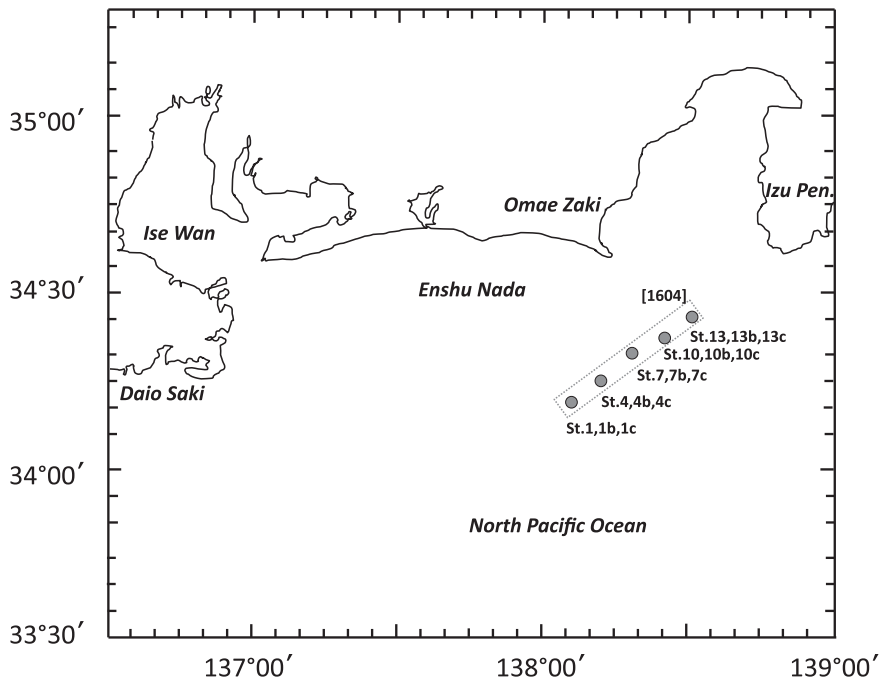 35°00′
Izu Pen.
Omae Zaki
Ise Wan
34°30′
Enshu Nada
[1604]
St.13,13b,13c
St.10,10b,10c
St.7,7b,7c
Daio Saki
St.4,4b,4c
St.1,1b,1c
34°00′
North Pacific Ocean
33°30′
137°00′ 138°00′ 139°00′